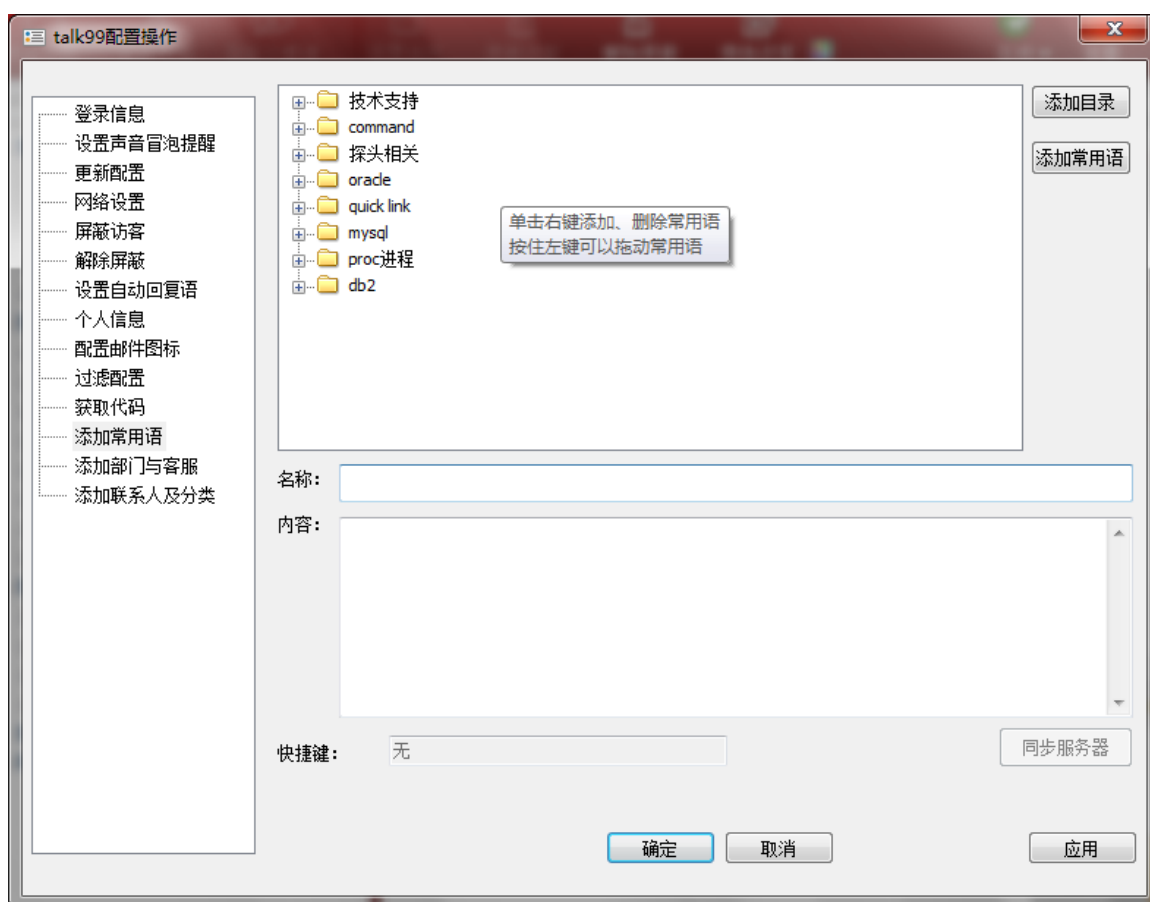 talk99配置操作
登录信息
设置声音冒泡提醒
更新配置
网络设置
屏蔽访客
解除屏蔽
设置自动回复语
个人信息
配置邮件图标
过滤配置
获取代码
添加常用语
添加部门与客服
添加联系人及分类
技术支持
command
探头相关
oracle
quick link
mysql
proc进程
db2
单击右键添加、删除常用语
按住左键可以拖动常用语
添加目录
添加常用语
名称：
内容：
快捷键：
无
同步服务器
确定
取消
应用